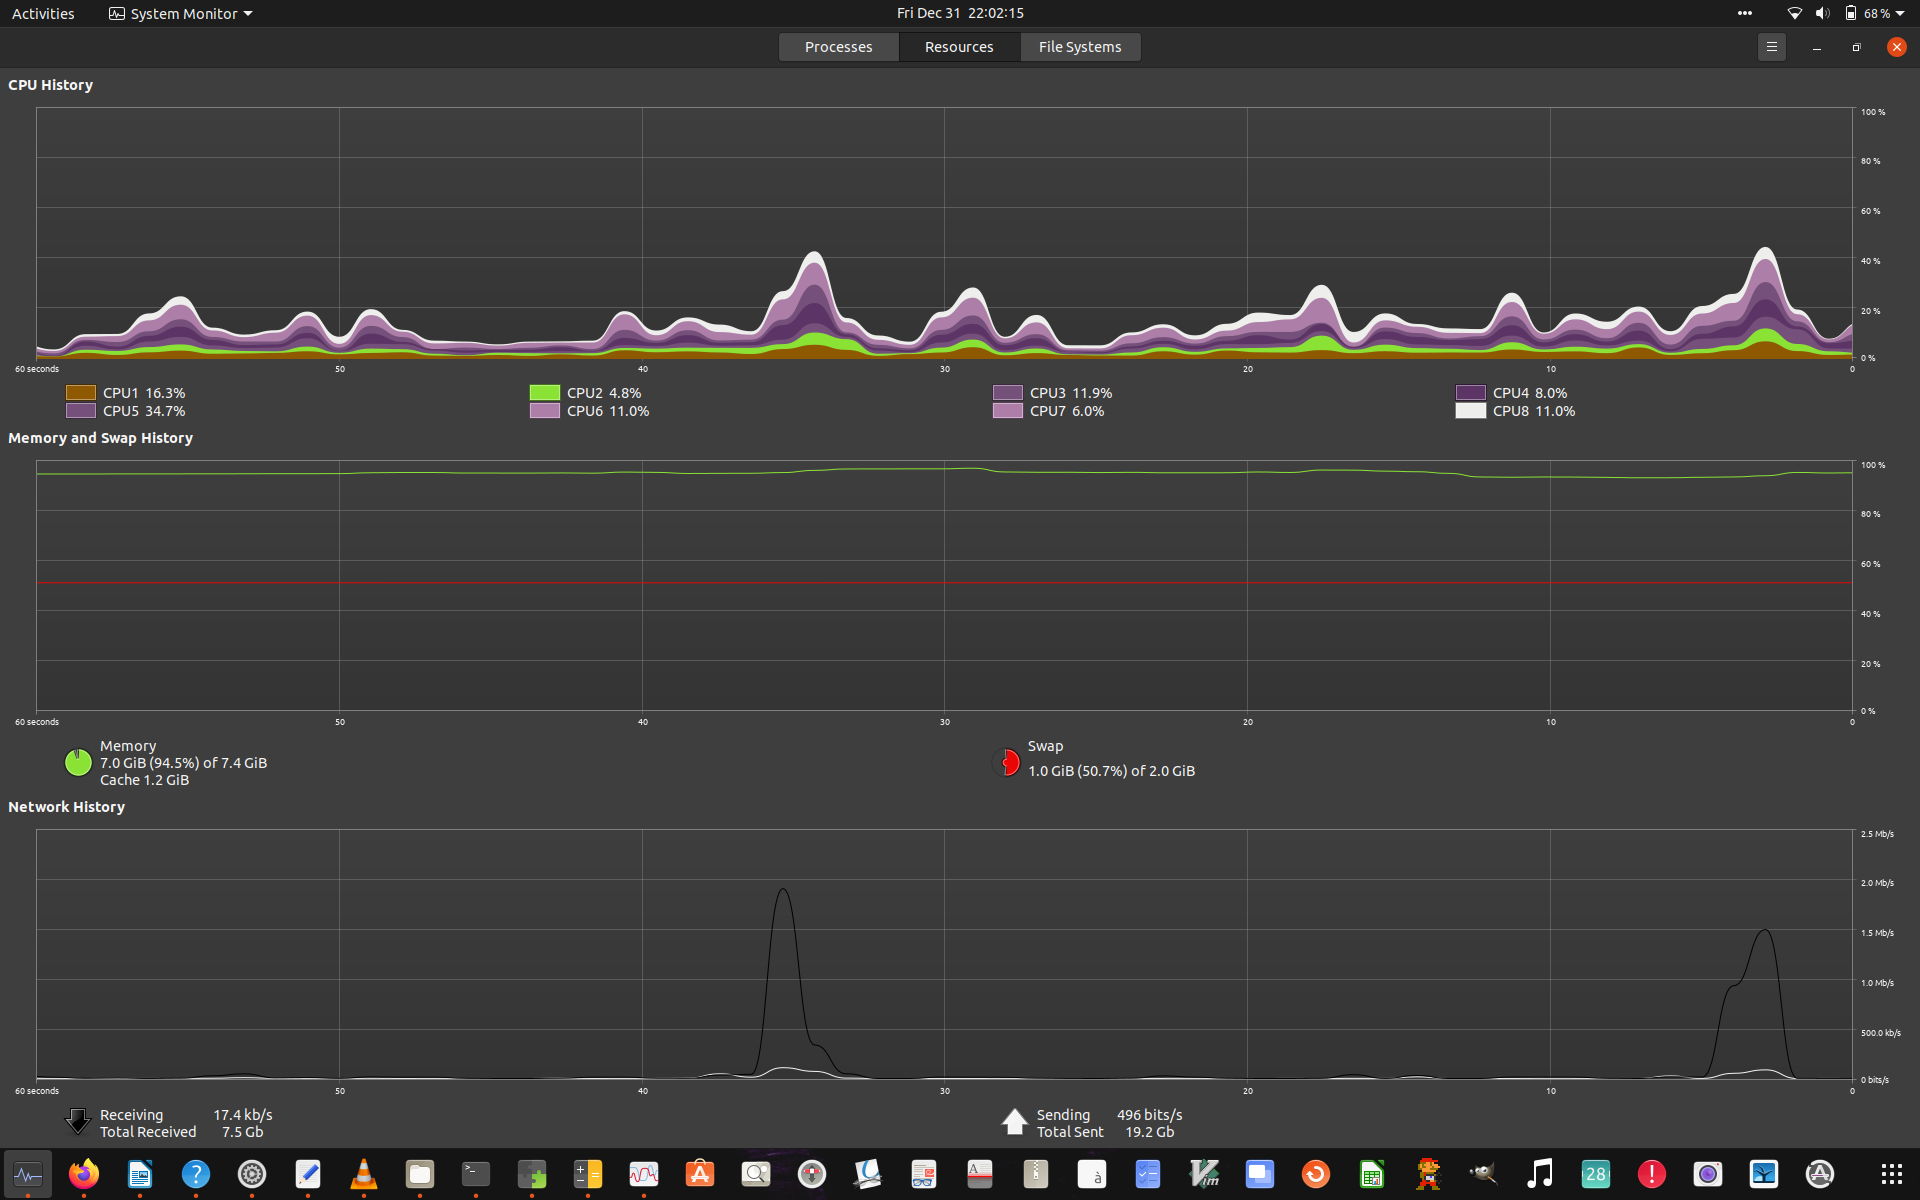 Activities System Monitor Fri Dec 31 22:02:15 68 %
Processes Resources File Systems
CPU History
100 %
80 %
60 %
40 %
20 %
0 %
60 seconds 50 40 30 20 10 0
CPU1 16.3% CPU2 4.8% CPU3 11.9% CPU4 8.0%
CPU5 34.7% CPU6 11.0% CPU7 6.0% CPU8 11.0%
Memory and Swap History
100 %
80 %
60 %
40 %
20 %
0 %
60 seconds 50 40 30 20 10 0
Memory
7.0 GiB (94.5%) of 7.4 GiB
Cache 1.2 GiB
Swap
1.0 GiB (50.7%) of 2.0 GiB
Network History
2.5 Mb/s
2.0 Mb/s
1.5 Mb/s
1.0 Mb/s
500.0 kb/s
0 bits/s
60 seconds 50 40 30 20 10 0
Receiving 17.4 kb/s
Total Received 7.5 Gb
Sending 496 bits/s
Total Sent 19.2 Gb
? >_ A à Vim 28 !